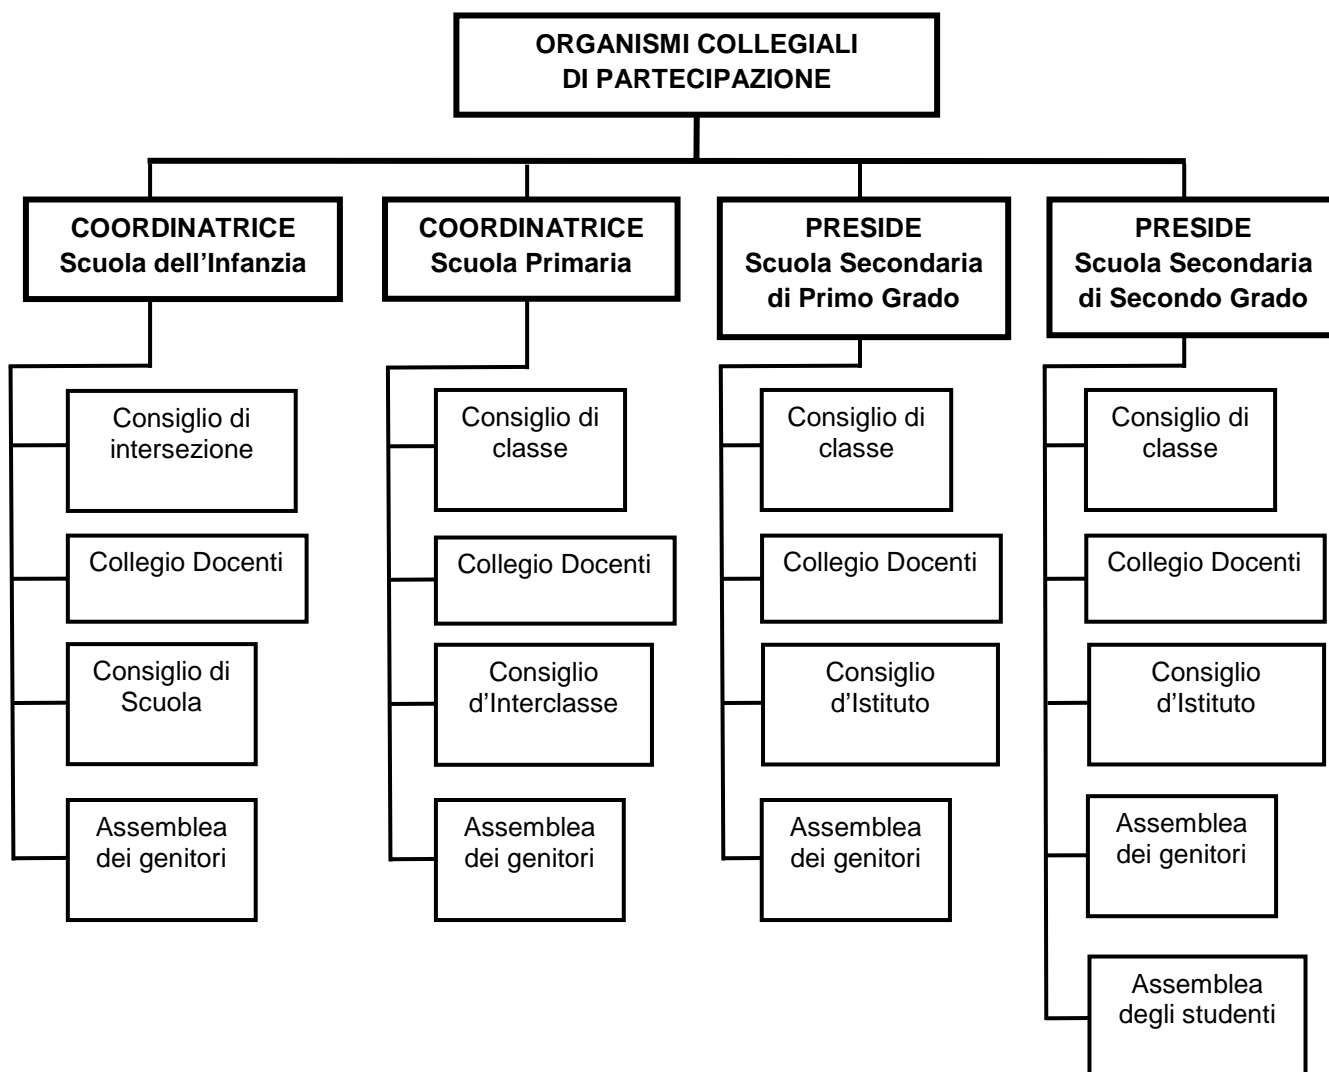 ORGANISMI COLLEGIALI
DI PARTECIPAZIONE
COORDINATRICE
Scuola dell’Infanzia
COORDINATRICE
Scuola Primaria
PRESIDE
Scuola Secondaria
di Primo Grado
PRESIDE
Scuola Secondaria
di Secondo Grado
Consiglio di
intersezione
Collegio Docenti
Consiglio di
Scuola
Assemblea
dei genitori
Consiglio di
classe
Collegio Docenti
Consiglio
d’Interclasse
Assemblea
dei genitori
Consiglio di
classe
Collegio Docenti
Consiglio
d’Istituto
Assemblea
dei genitori
Consiglio di
classe
Collegio Docenti
Consiglio
d’Istituto
Assemblea
dei genitori
Assemblea
degli studenti